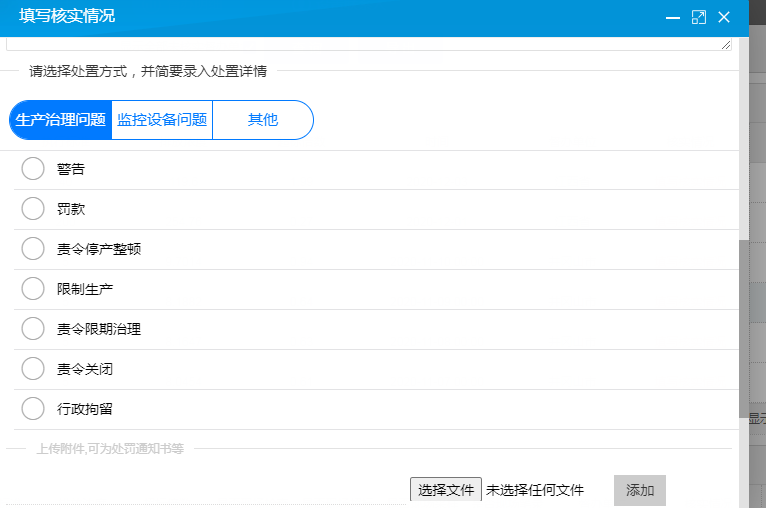 填写核实情况
请选择处置方式，并简要录入处置详情
生产治理问题 监控设备问题 其他
警告
罚款
责令停产整顿
限制生产
责令限期治理
责令关闭
行政拘留
上传附件,可为处罚通知书等
选择文件 未选择任何文件 添加
显示